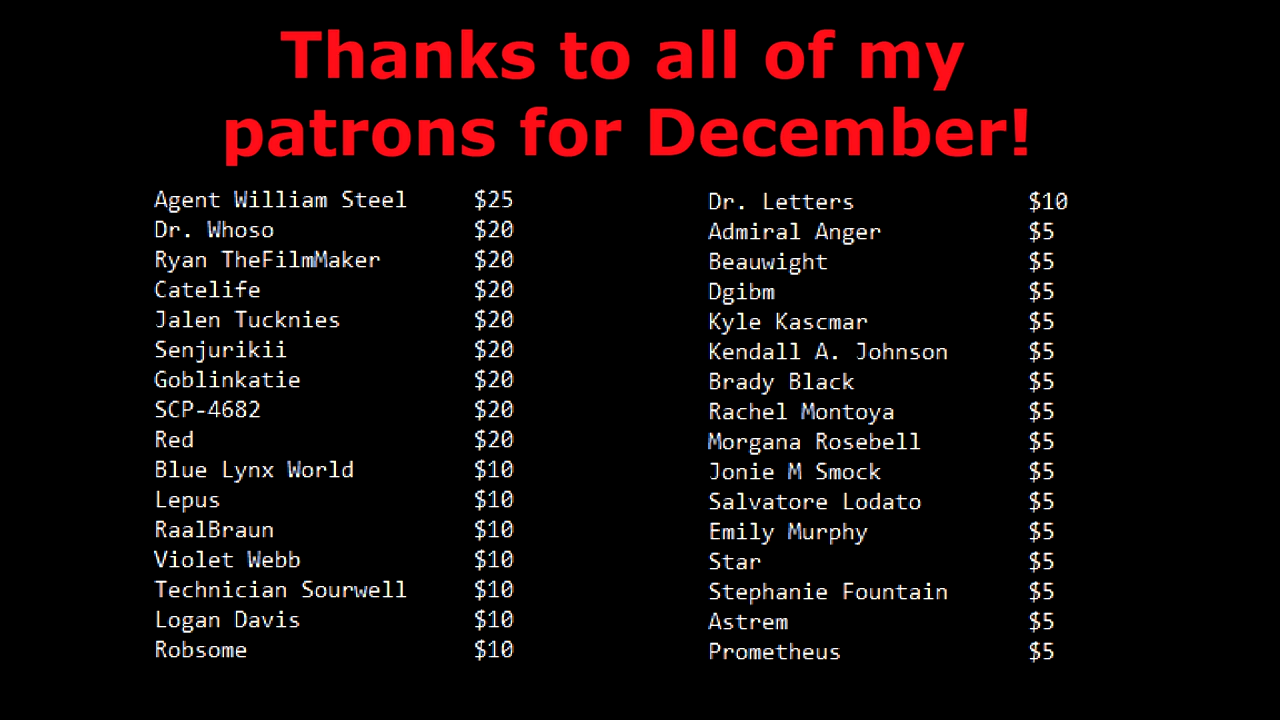 Thanks to all of my
patrons for December!
Agent William Steel $25
Dr. Whoso $20
Ryan TheFilmMaker $20
Catelife $20
Jalen Tucknies $20
Senjurikii $20
Goblinkatie $20
SCP-4682 $20
Red $20
Blue Lynx World $10
Lepus $10
RaalBraun $10
Violet Webb $10
Technician Sourwell $10
Logan Davis $10
Robsome $10
Dr. Letters $10
Admiral Anger $5
Beauwight $5
Dgibm $5
Kyle Kascmar $5
Kendall A. Johnson $5
Brady Black $5
Rachel Montoya $5
Morgana Rosebell $5
Jonie M Smock $5
Salvatore Lodato $5
Emily Murphy $5
Star $5
Stephanie Fountain $5
Astrem $5
Prometheus $5